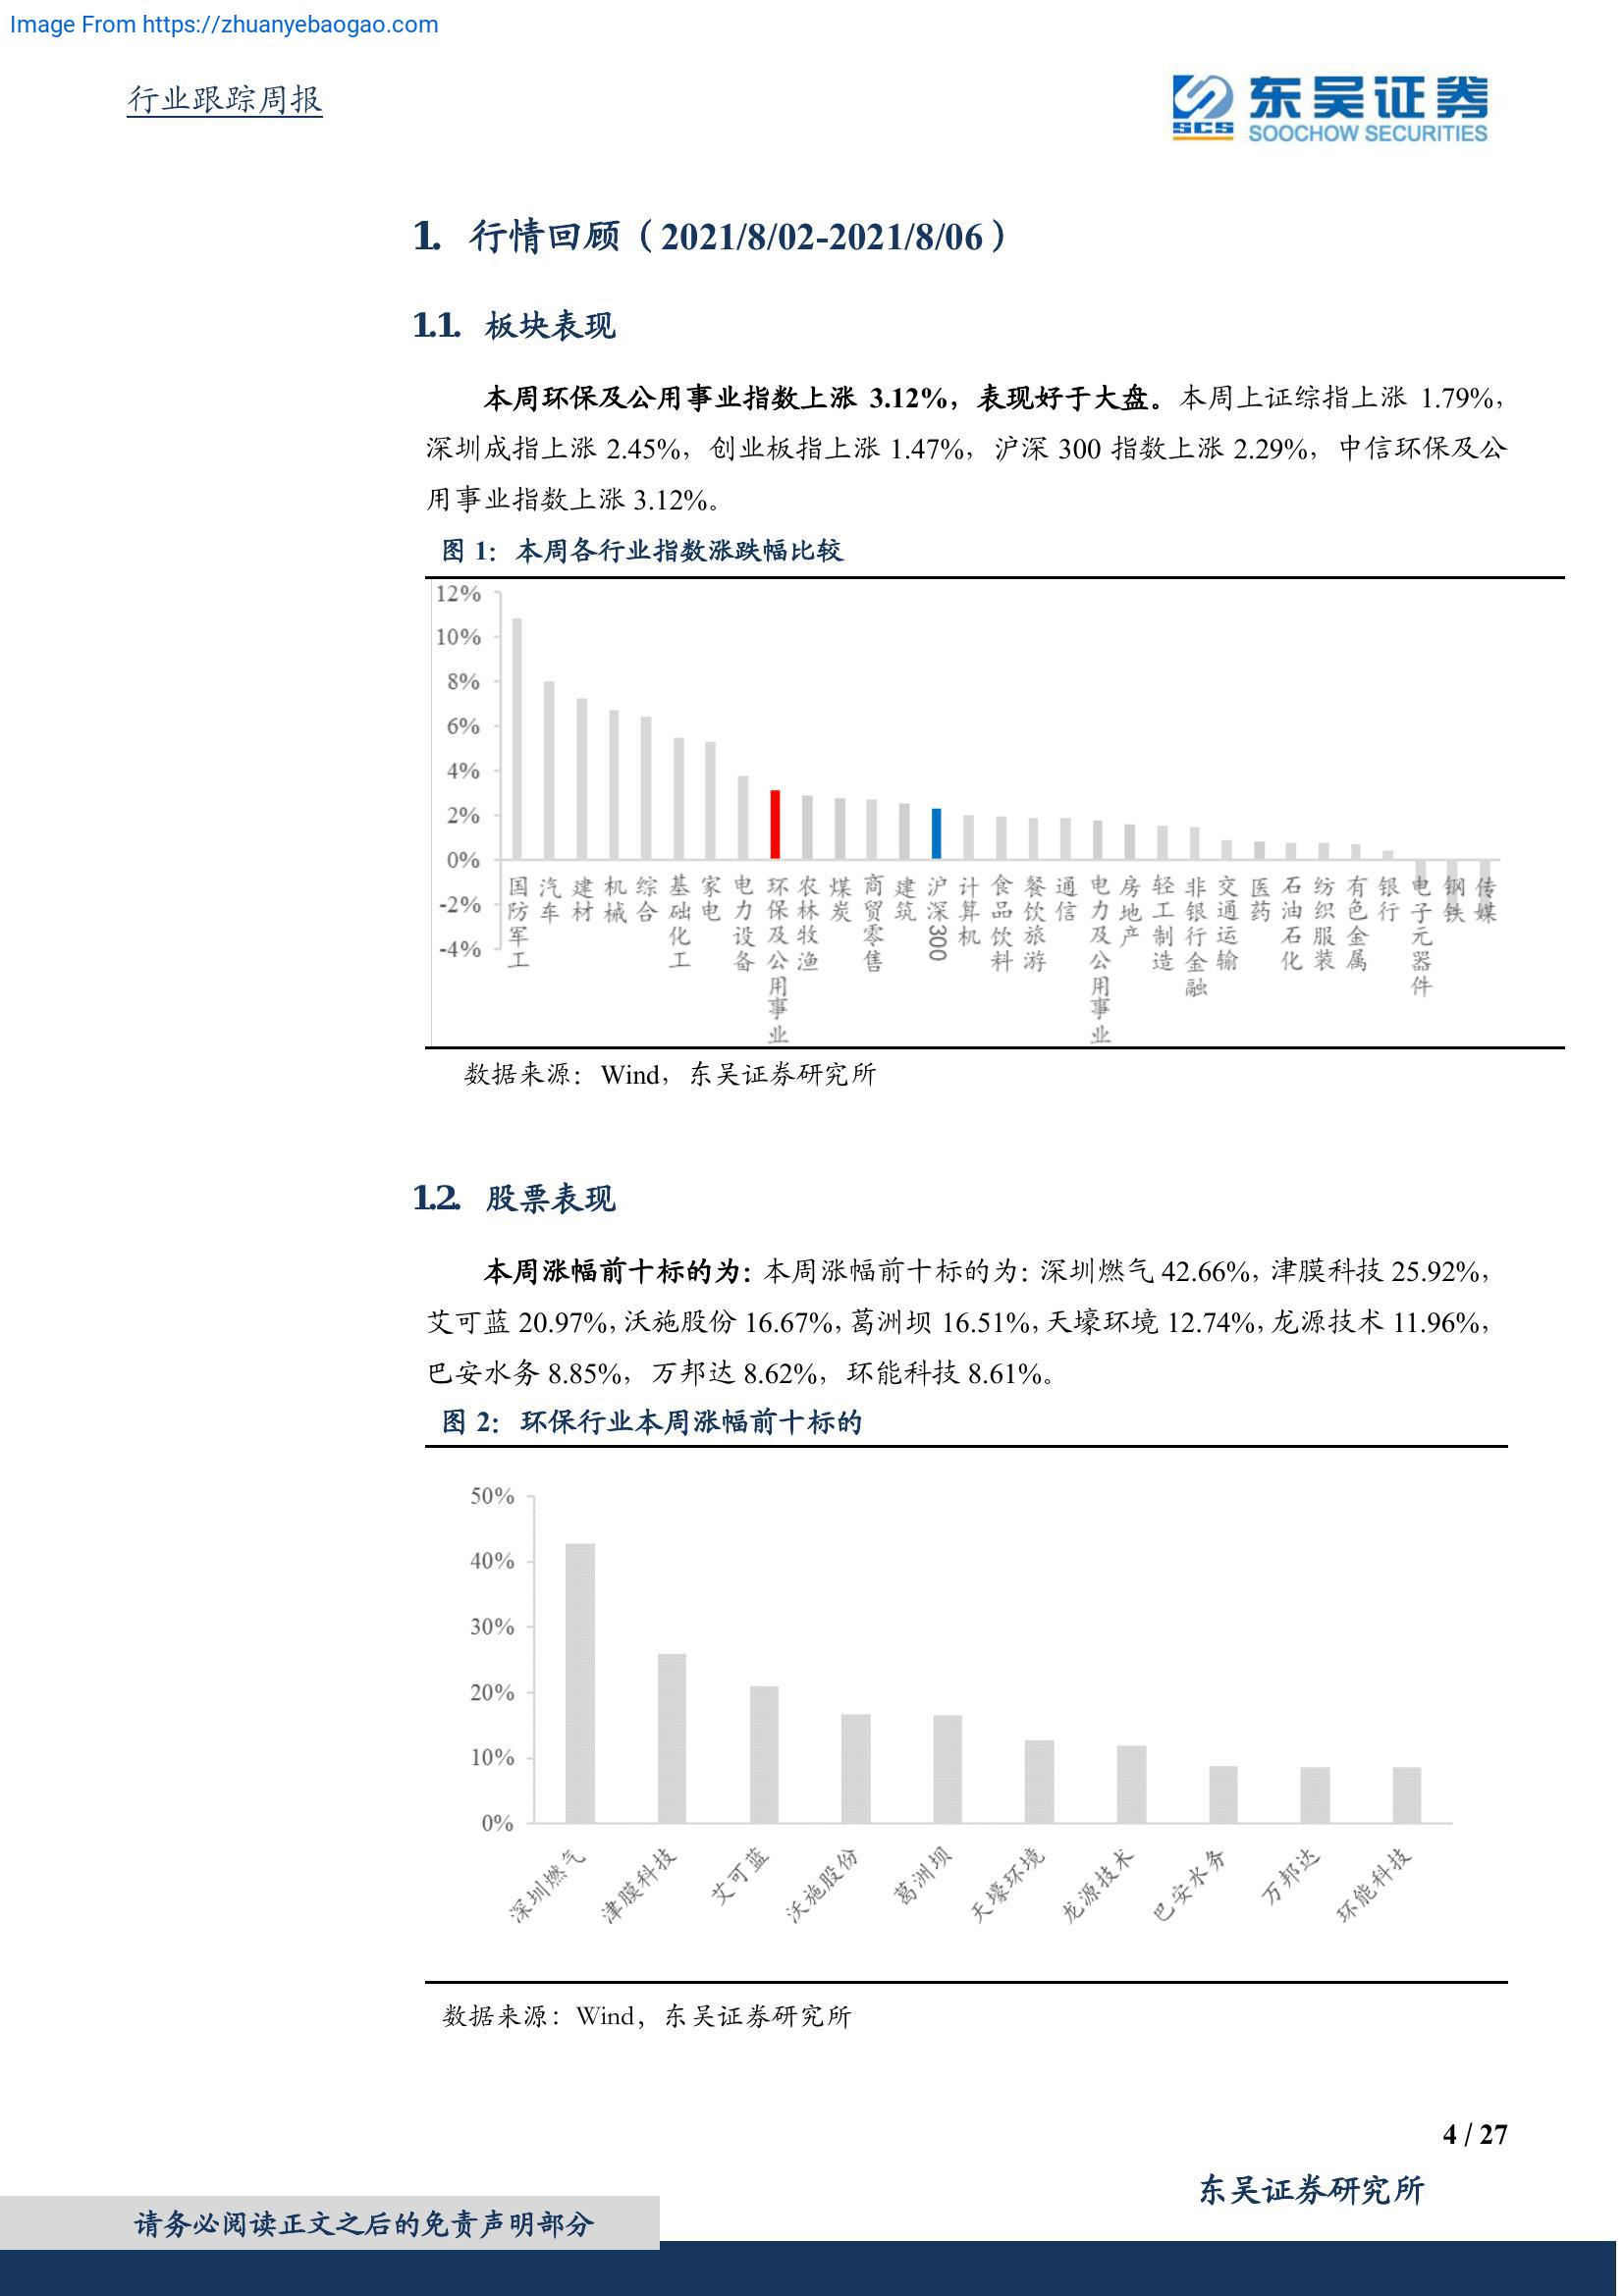 Image From https://zhuanyebaogao.com
行业跟踪周报
东吴证券
SCS
SOOCHOW SECURITIES
1. 行情回顾（2021/8/02-2021/8/06）
1.1. 板块表现
本周环保及公用事业指数上涨 3.12%，表现好于大盘。本周上证综指上涨 1.79%，
深圳成指上涨 2.45%，创业板指上涨 1.47%，沪深 300 指数上涨 2.29%，中信环保及公
用事业指数上涨 3.12%。
图 1：本周各行业指数涨跌幅比较
12%
10%
8%
6%
4%
2%
0%
-2%
-4%
国防军工
汽车
建材
机械
综合
基础化工
家电
电力设备
环保及公用事业
农林牧渔
煤炭
商贸零售
建筑
沪深300
计算机
食品饮料
餐饮旅游
通信
电力及公用事业
房地产
轻工制造
非银行金融
交通运输
医药
石油石化
纺织服装
有色金属
银行
电子元器件
钢铁
传媒
数据来源：Wind，东吴证券研究所
1.2. 股票表现
本周涨幅前十标的为：本周涨幅前十标的为：深圳燃气 42.66%，津膜科技 25.92%，
艾可蓝 20.97%，沃施股份 16.67%，葛洲坝 16.51%，天壕环境 12.74%，龙源技术 11.96%，
巴安水务 8.85%，万邦达 8.62%，环能科技 8.61%。
图 2：环保行业本周涨幅前十标的
50%
40%
30%
20%
10%
0%
深圳燃气
津膜科技
艾可蓝
沃施股份
葛洲坝
天壕环境
龙源技术
巴安水务
万邦达
环能科技
数据来源：Wind，东吴证券研究所
4 / 27
东吴证券研究所
请务必阅读正文之后的免责声明部分